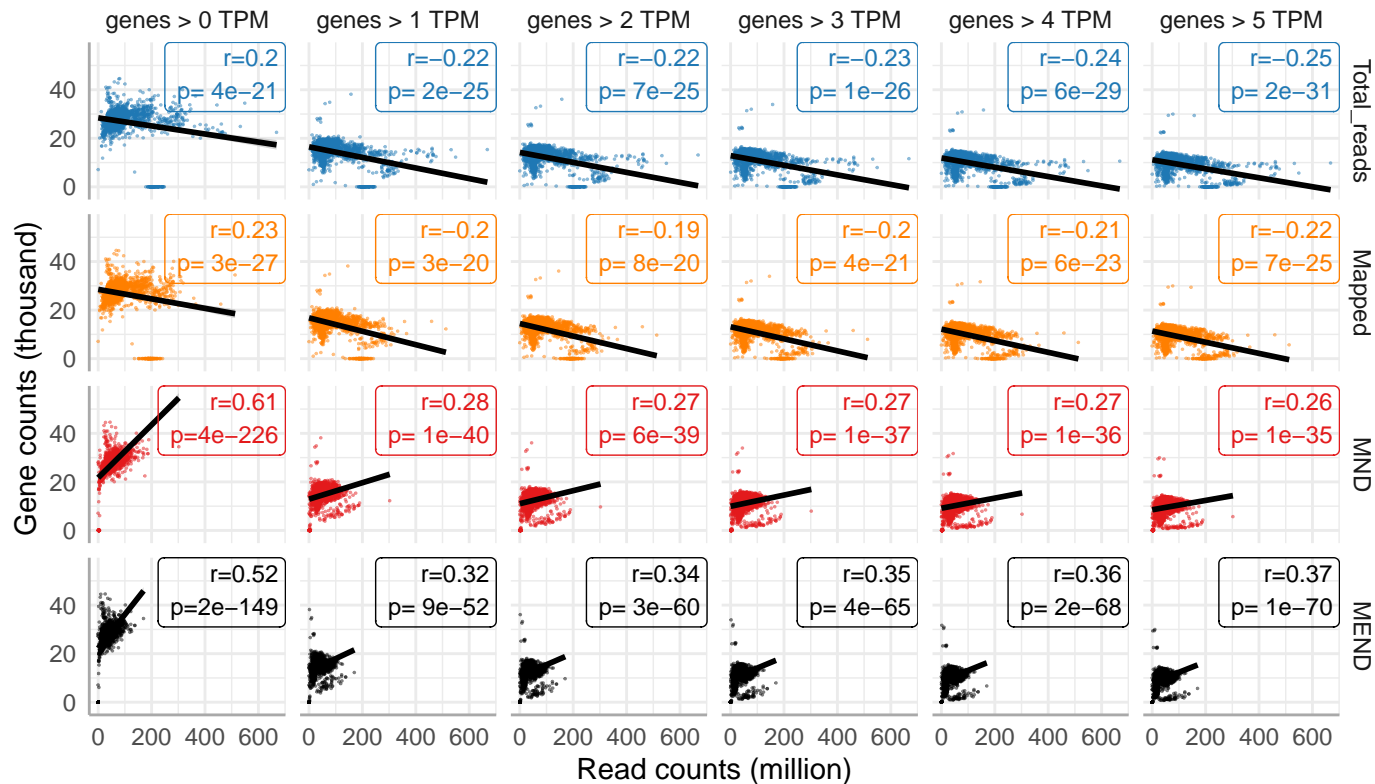 genes > 0 TPM genes > 1 TPM genes > 2 TPM genes > 3 TPM genes > 4 TPM genes > 5 TPM
r=0.2 r=−0.22 r=−0.22 r=−0.23 r=−0.24 r=−0.25
p= 4e−21 p= 2e−25 p= 7e−25 p= 1e−26 p= 6e−29 p= 2e−31
40
20
0
Total_reads
r=0.23 r=−0.2 r=−0.19 r=−0.2 r=−0.21 r=−0.22
p= 3e−27 p= 3e−20 p= 8e−20 p= 4e−21 p= 6e−23 p= 7e−25
40
20
0
Mapped
Gene counts (thousand)
r=0.61 r=0.28 r=0.27 r=0.27 r=0.27 r=0.26
p=4e−226 p= 1e−40 p= 6e−39 p= 1e−37 p= 1e−36 p= 1e−35
40
20
0
MND
r=0.52 r=0.32 r=0.34 r=0.35 r=0.36 r=0.37
p=2e−149 p= 9e−52 p= 3e−60 p= 4e−65 p= 2e−68 p= 1e−70
40
20
0
MEND
0 200 400 600 0 200 400 600 0 200 400 600 0 200 400 600 0 200 400 600 0 200 400 600
Read counts (million)